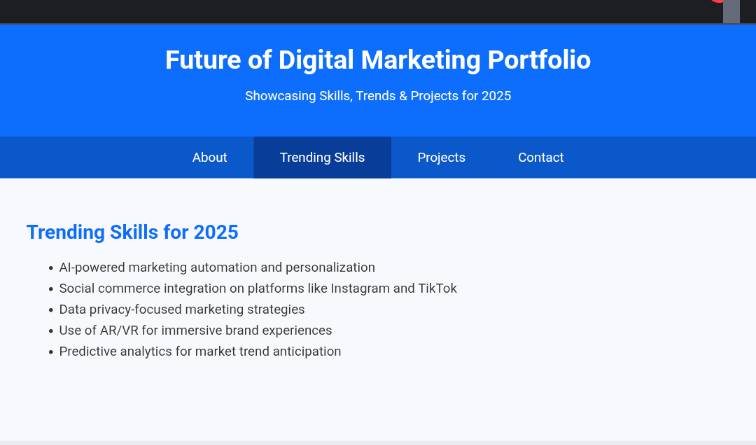 Future of Digital Marketing Portfolio
Showcasing Skills, Trends & Projects for 2025
About
Trending Skills
Projects
Contact
Trending Skills for 2025
• AI-powered marketing automation and personalization
• Social commerce integration on platforms like Instagram and TikTok
• Data privacy-focused marketing strategies
• Use of AR/VR for immersive brand experiences
• Predictive analytics for market trend anticipation